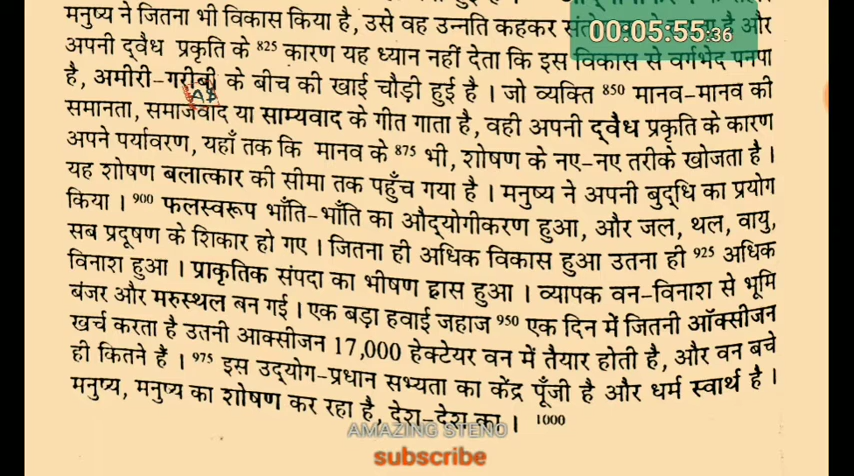 मनुष्य ने जितना भी विकास किया है, उसे वह उन्नति कहकर है और
00:05:55:36
अपनी द्वैध प्रकृति के 825 कारण यह ध्यान नहीं देता कि इस विकास से वर्गभेद पनपा
है, अमीरी-गरीबी के बीच की खाई चौड़ी हुई है। जो व्यक्ति 850 मानव-मानव की
समानता, समाजवाद या साम्यवाद के गीत गाता है, वही अपनी द्वैध प्रकृति के कारण
अपने पर्यावरण, यहाँ तक कि मानव के 875 भी, शोषण के नए-नए तरीके खोजता है।
यह शोषण बलात्कार की सीमा तक पहुँच गया है। मनुष्य ने अपनी बुद्धि का प्रयोग
किया। 900 फलस्वरूप भाँति-भाँति का औद्योगीकरण हुआ, और जल, थल, वायु,
सब प्रदूषण के शिकार हो गए। जितना ही अधिक विकास हुआ उतना ही 925 अधिक
विनाश हुआ। प्राकृतिक संपदा का भीषण ह्रास हुआ। व्यापक वन-विनाश से भूमि
बंजर और मरुस्थल बन गई। एक बड़ा हवाई जहाज 950 एक दिन में जितनी ऑक्सीजन
खर्च करता है उतनी आक्सीजन 17,000 हेक्टेयर वन में तैयार होती है, और वन बचे
ही कितने हैं। 975 इस उद्योग-प्रधान सभ्यता का केंद्र पूँजी है और धर्म स्वार्थ है।
मनुष्य, मनुष्य का शोषण कर रहा है, देश-देश का। 1000
AMAZING STENO
subscribe